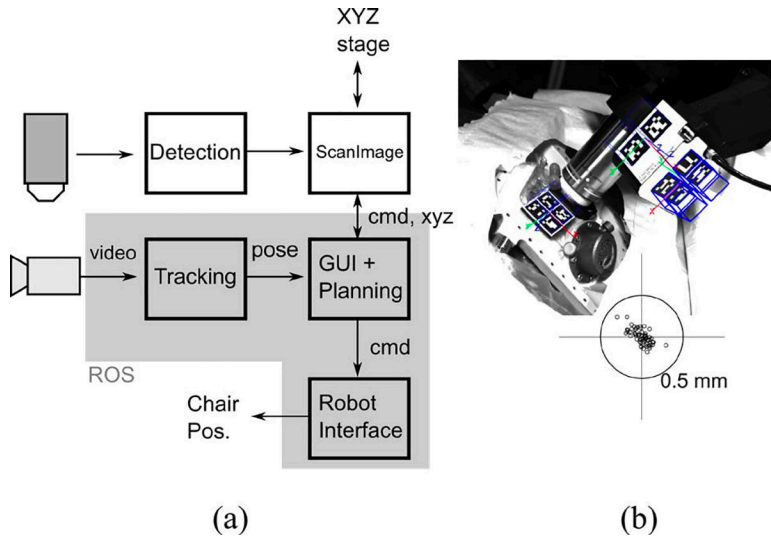 XYZ
stage
Detection
ScanImage
cmd, xyz
video
Tracking
pose
GUI +
Planning
cmd
ROS
Chair
Pos.
Robot
Interface
0.5 mm
(a)
(b)